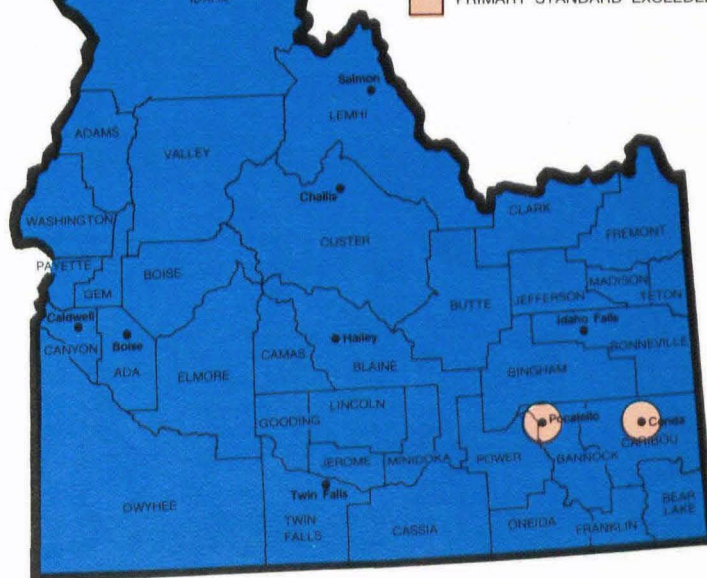 IDAHO
PRIMARY STANDARD EXCEEDED
Salmon
LEMHI
ADAMS
VALLEY
Challis
CLARK
WASHINGTON
CUSTER
FREMONT
PAYETTE
BOISE
GEM
BUTTE
JEFFERSON
MADISON
TETON
Caldwell
CANYON
Boise
ADA
ELMORE
CAMAS
Hailey
BLAINE
Idaho Falls
BONNEVILLE
BINGHAM
GOODING
LINCOLN
Pocatello
Conda
CARIBOU
JEROME
MINIDOKA
POWER
BANNOCK
OWYHEE
Twin Falls
TWIN
FALLS
CASSIA
ONEIDA
FRANKLIN
BEAR
LAKE